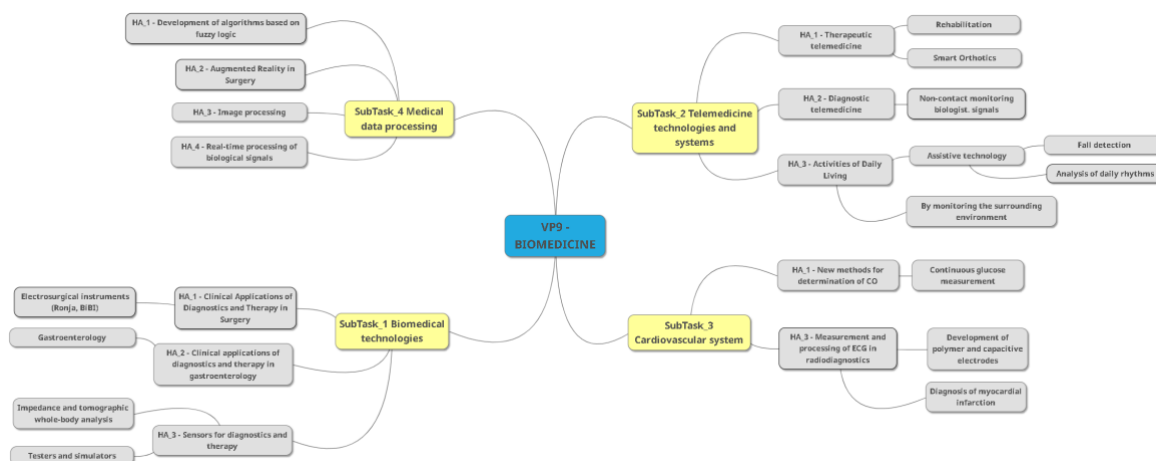 VP9 -
BIOMEDICINE
SubTask_4 Medical
data processing
HA_1 - Development of algorithms based on
fuzzy logic
HA_2 - Augmented Reality in
Surgery
HA_3 - Image processing
HA_4 - Real-time processing of
biological signals
SubTask_2 Telemedicine
technologies and
systems
HA_1 - Therapeutic
telemedicine
Rehabilitation
Smart Orthotics
HA_2 - Diagnostic
telemedicine
Non-contact monitoring
biologist. signals
HA_3 - Activities of Daily
Living
Assistive technology
Fall detection
Analysis of daily rhythms
By monitoring the surrounding
environment
SubTask_1 Biomedical
technologies
HA_1 - Clinical Applications of
Diagnostics and Therapy in
Surgery
Electrosurgical instruments
(Ronja, BiBI)
HA_2 - Clinical applications of
diagnostics and therapy in
gastroenterology
Gastroenterology
HA_3 - Sensors for diagnostics and
therapy
Impedance and tomographic
whole-body analysis
Testers and simulators
SubTask_3
Cardiovascular system
HA_1 - New methods for
determination of CO
Continuous glucose
measurement
HA_3 - Measurement and
processing of ECG in
radiodiagnostics
Development of
polymer and capacitive
electrodes
Diagnosis of myocardial
infarction